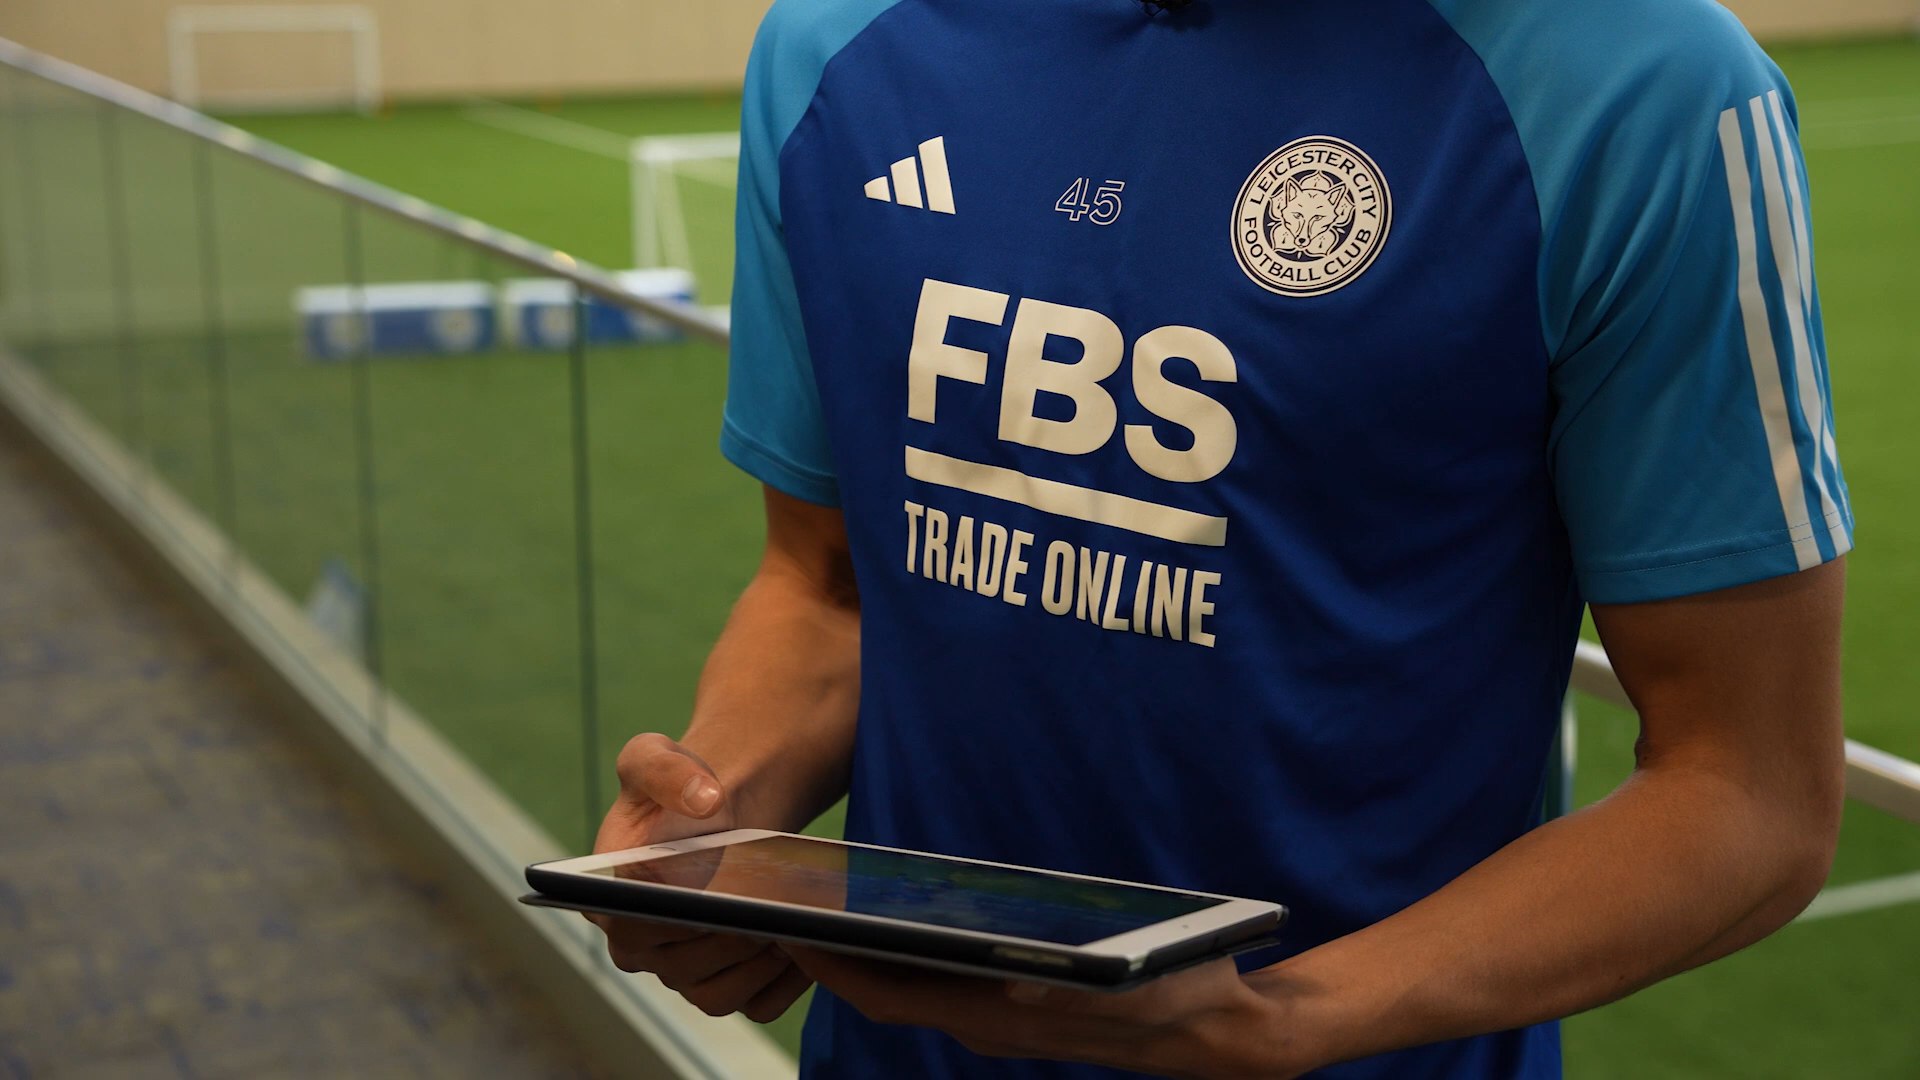 45
LEICESTER CITY
FOOTBALL CLUB
FBS
TRADE ONLINE